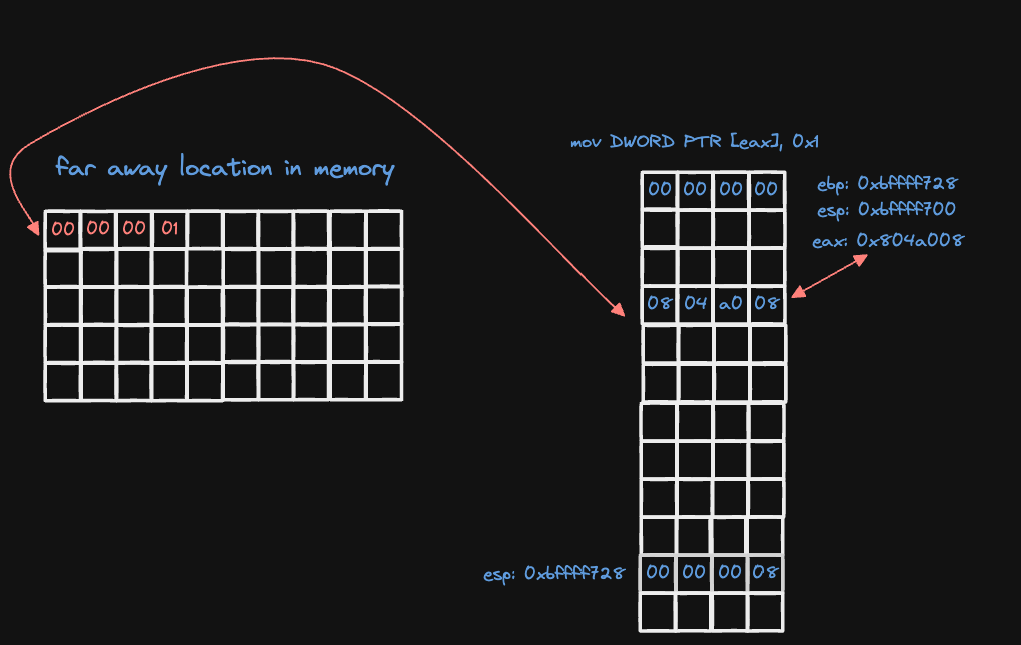 mov DWORD PTR [eax], 0x1
far away location in memory
00 00 00 01
00 00 00 00
ebp: 0xbffff728
esp: 0xbffff700
eax: 0x804a008
08 04 a0 08
esp: 0xbffff728
00 00 00 08